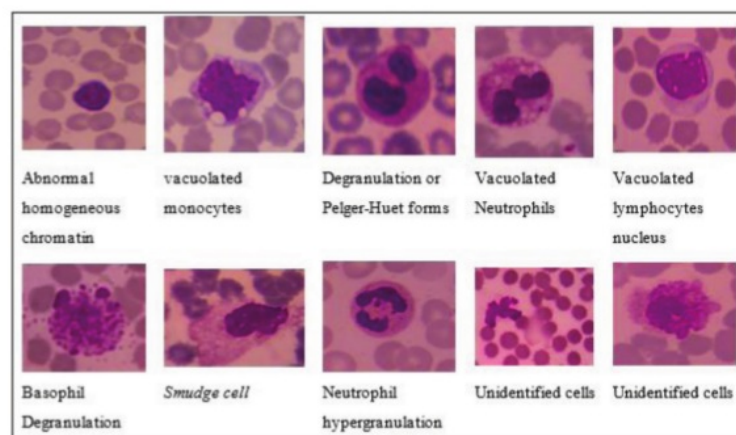 Abnormal
homogeneous
chromatin
vacuolated
monocytes
Degranulation or
Pelger-Huet forms
Vacuolated
Neutrophils
Vacuolated
lymphocytes
nucleus
Basophil
Degranulation
Smudge cell
Neutrophil
hypergranulation
Unidentified cells
Unidentified cells